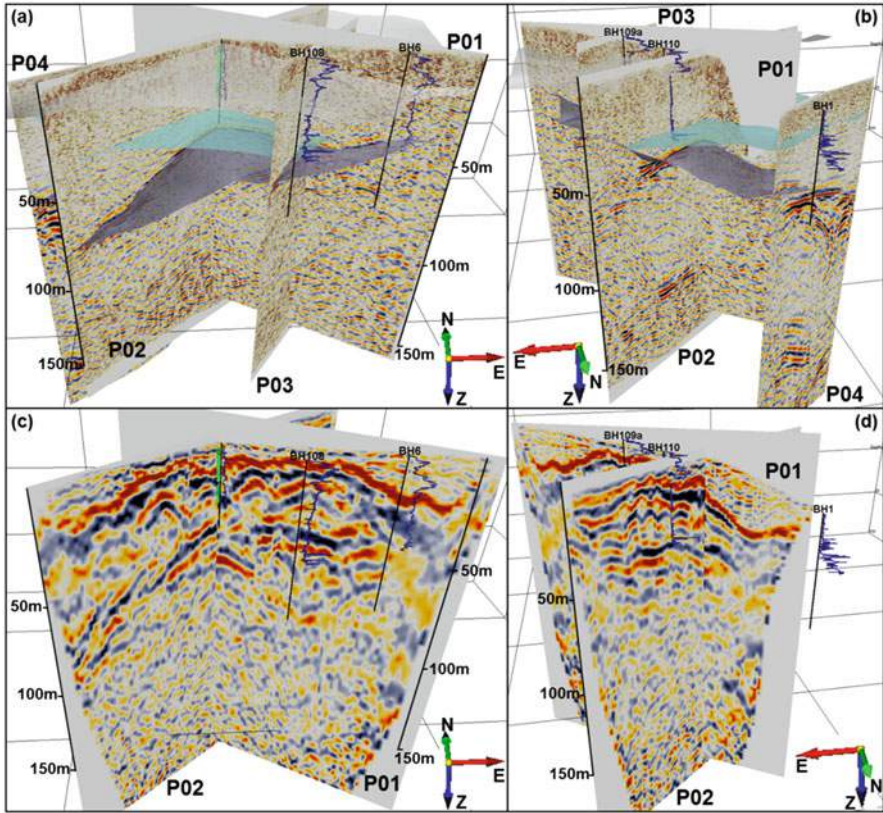 (a)
BH108
BH6
P01
P04
50m
50m
100m
100m
150m
150m
P02
P03
N
E
Z
P03
(b)
BH109a
BH110
P01
BH1
50m
100m
150m
P02
E
N
Z
P04
(c)
BH108
BH6
50m
50m
100m
100m
150m
150m
P02
P01
N
E
Z
(d)
BH109a
BH110
P01
BH1
50m
100m
150m
P02
E
N
Z